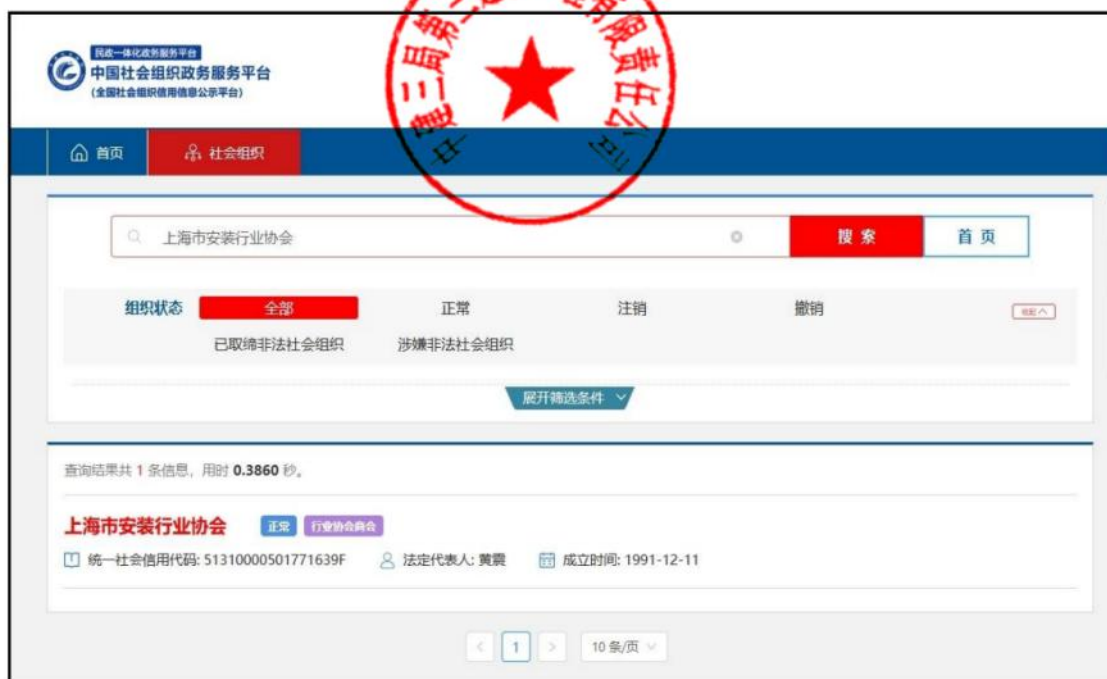 民政一体化政务服务平台
中国社会组织政务服务平台
(全国社会组织信用信息公示平台)
首页 社会组织
上海市安装行业协会 搜索 首页
组织状态 全部 正常 注销 撤销 收起
已取缔非法社会组织 涉嫌非法社会组织
展开筛选条件
查询结果共 1 条信息，用时 0.3860 秒。
上海市安装行业协会 正常 行业协会商会
统一社会信用代码: 51310000501771639F 法定代表人: 黄震 成立时间: 1991-12-11
< 1 > 10 条/页